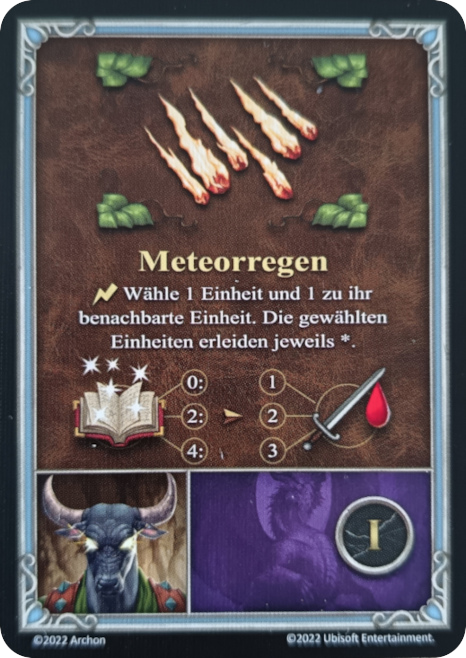 Meteorregen
Wähle 1 Einheit und 1 zu ihr
benachbarte Einheit. Die gewählten
Einheiten erleiden jeweils *.
0: 1
2: 2
4: 3
I
©2022 Archon ©2022 Ubisoft Entertainment.